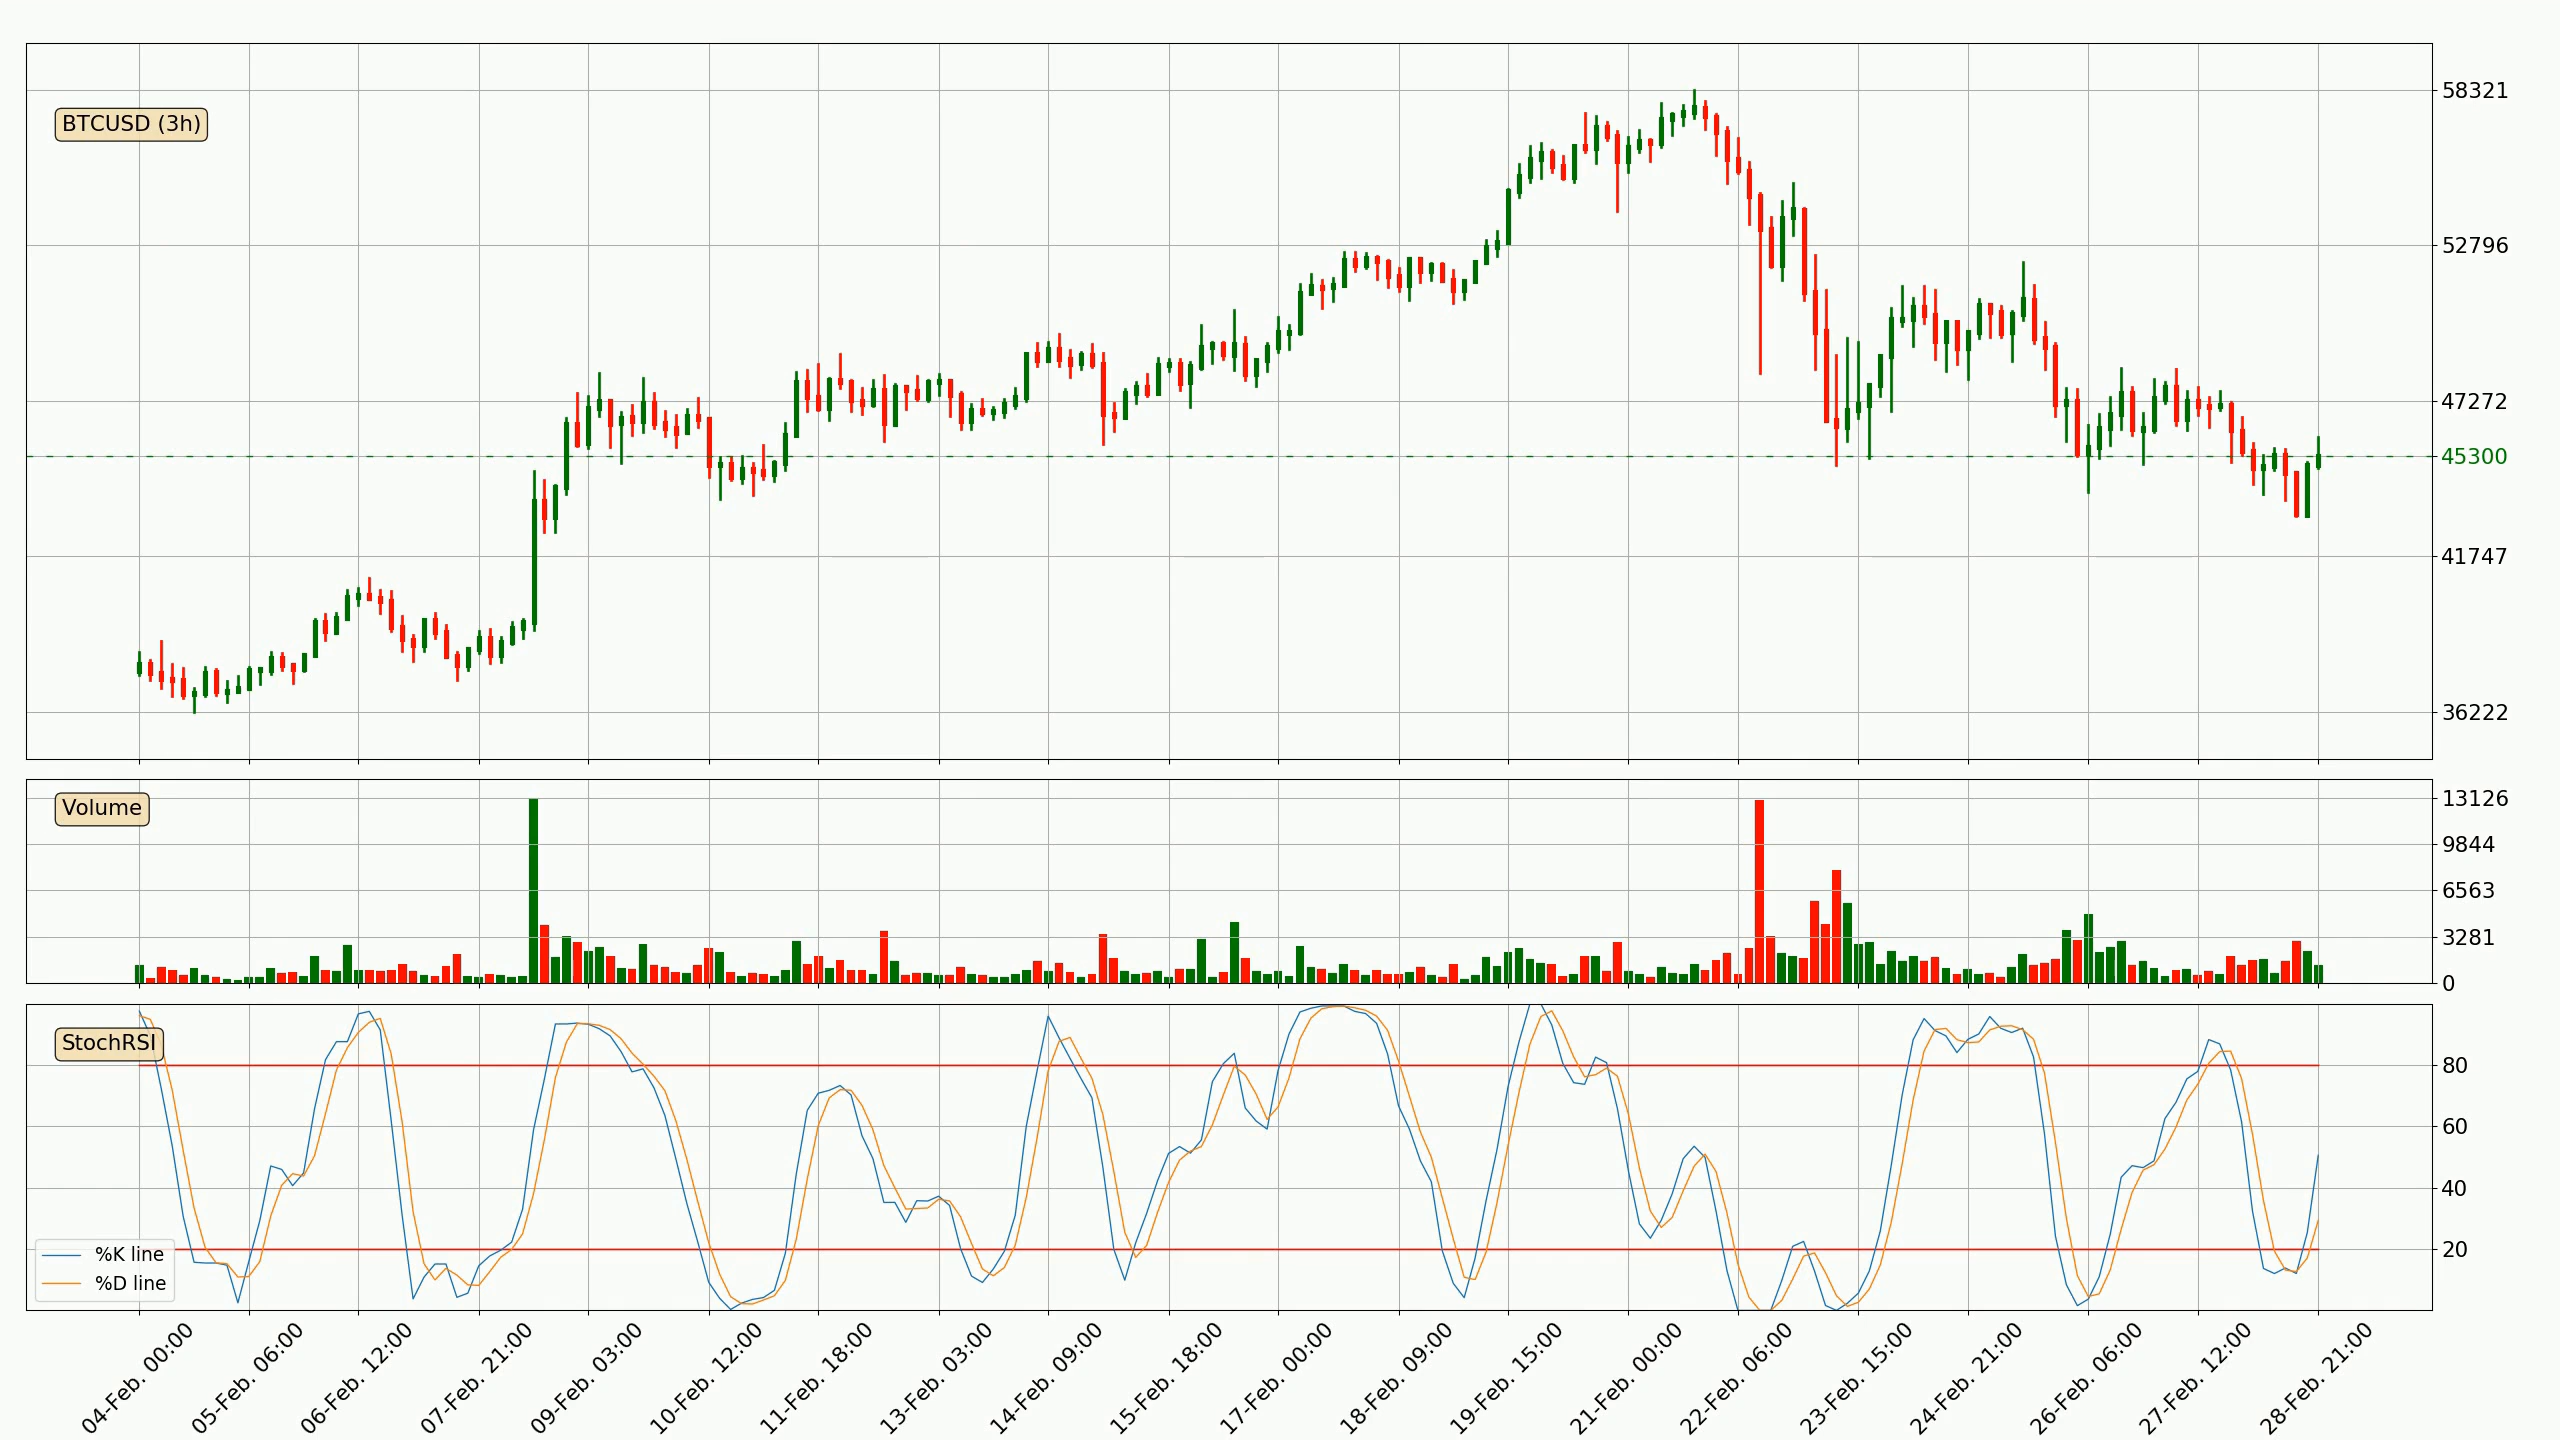 BTCUSD (3h)
58321
52796
47272
45300
41747
36222
Volume
13126
9844
6563
3281
0
StochRSI
80
60
40
20
%K line
%D line
04-Feb. 00:00
05-Feb. 06:00
06-Feb. 12:00
07-Feb. 21:00
09-Feb. 03:00
10-Feb. 12:00
11-Feb. 18:00
13-Feb. 03:00
14-Feb. 09:00
15-Feb. 18:00
17-Feb. 00:00
18-Feb. 09:00
19-Feb. 15:00
21-Feb. 00:00
22-Feb. 06:00
23-Feb. 15:00
24-Feb. 21:00
26-Feb. 06:00
27-Feb. 12:00
28-Feb. 21:00